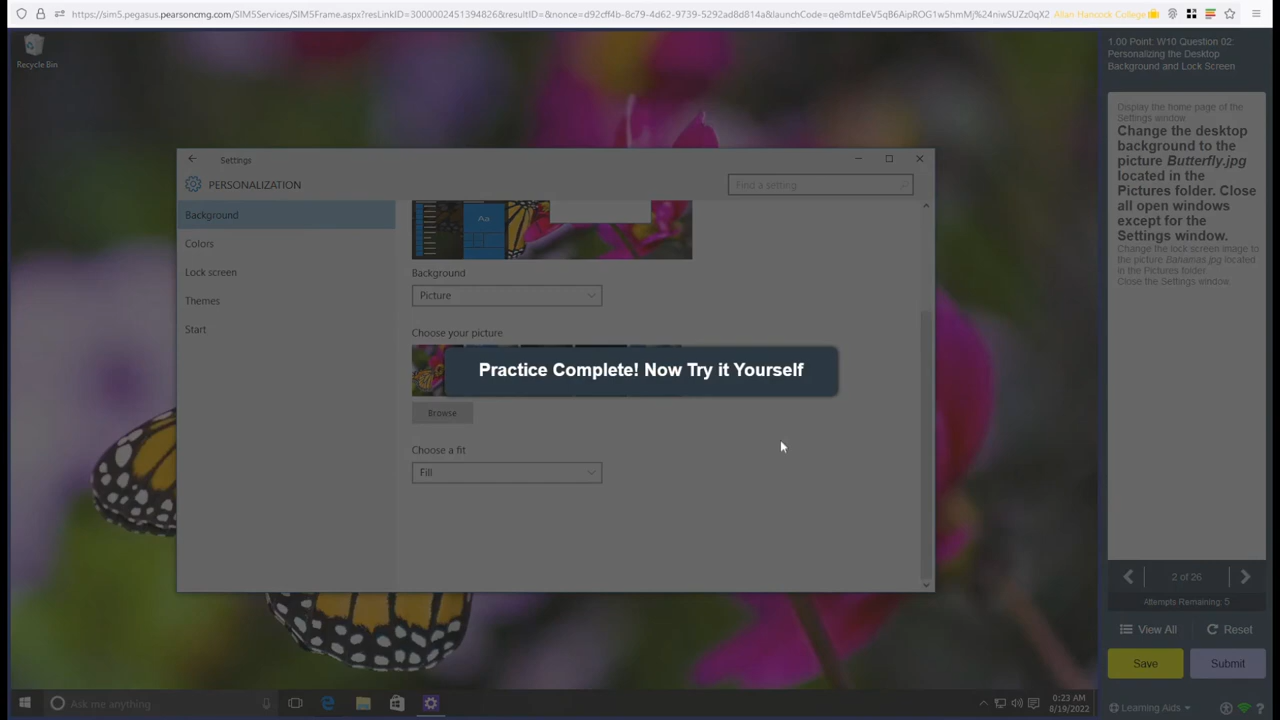 https://sim5.pegasus.pearsoncmg.com/SIM5Services/SIM5Frame.aspx?resLinkID=3000002451394826&resultID=&nonce=d92cff4b-8c79-4d62-9739-5292ad8d814a&launchCode=qe8mtdEeV5qB6AipROG1w5hmMj%24niwSUZz0qX2
Allan Hancock College
Recycle Bin
1.00 Point: W10 Question 02:
Personalizing the Desktop
Background and Lock Screen
Display the home page of the
Settings window.
Change the desktop
background to the
picture Butterfly.jpg
located in the
Pictures folder. Close
all open windows
except for the
Settings window.
Change the lock screen image to
the picture Bahamas.jpg located
in the Pictures folder.
Close the Settings window.
Settings
PERSONALIZATION
Find a setting
Background
Colors
Lock screen
Themes
Start
Aa
Background
Picture
Choose your picture
Practice Complete! Now Try it Yourself
Browse
Choose a fit
Fill
2 of 26
Attempts Remaining: 5
View All
Reset
Save
Submit
Ask me anything
0:23 AM
8/19/2022
Learning Aids